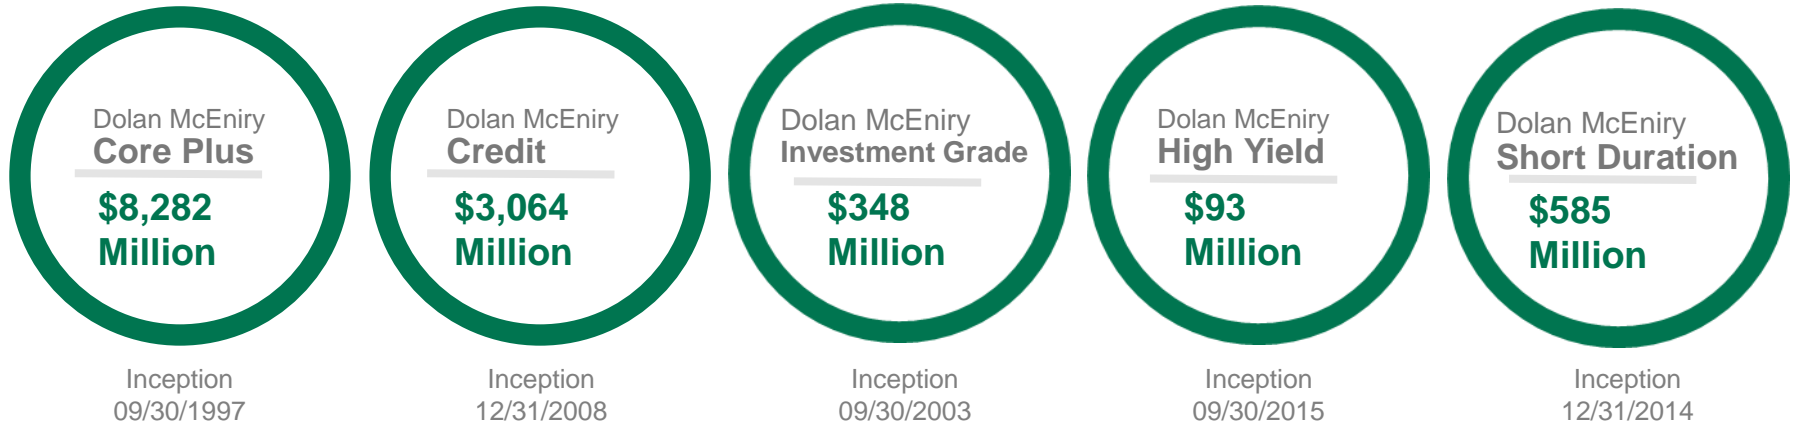 Dolan McEniry
Core Plus
$8,282
Million
Inception
09/30/1997
Dolan McEniry
Credit
$3,064
Million
Inception
12/31/2008
Dolan McEniry
Investment Grade
$348
Million
Inception
09/30/2003
Dolan McEniry
High Yield
$93
Million
Inception
09/30/2015
Dolan McEniry
Short Duration
$585
Million
Inception
12/31/2014